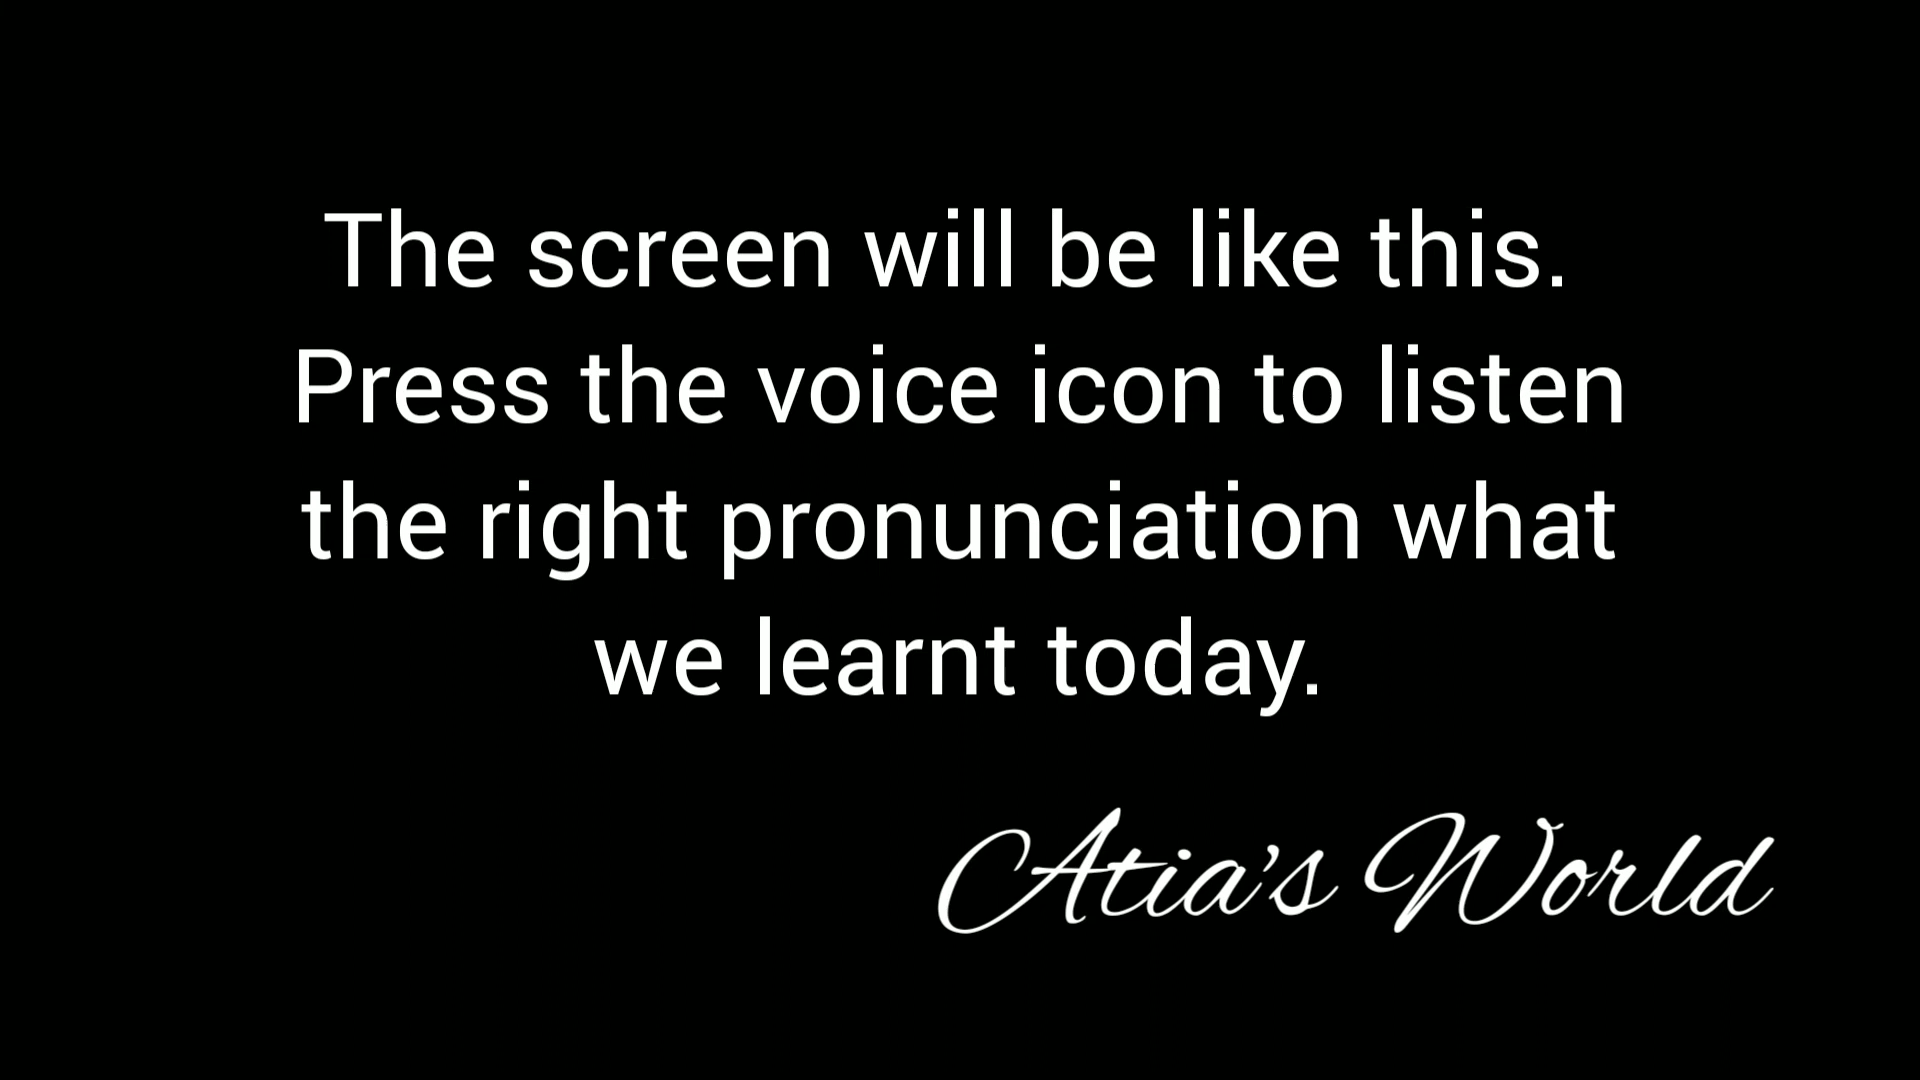 The screen will be like this.
Press the voice icon to listen
the right pronunciation what
we learnt today.
Atia's World